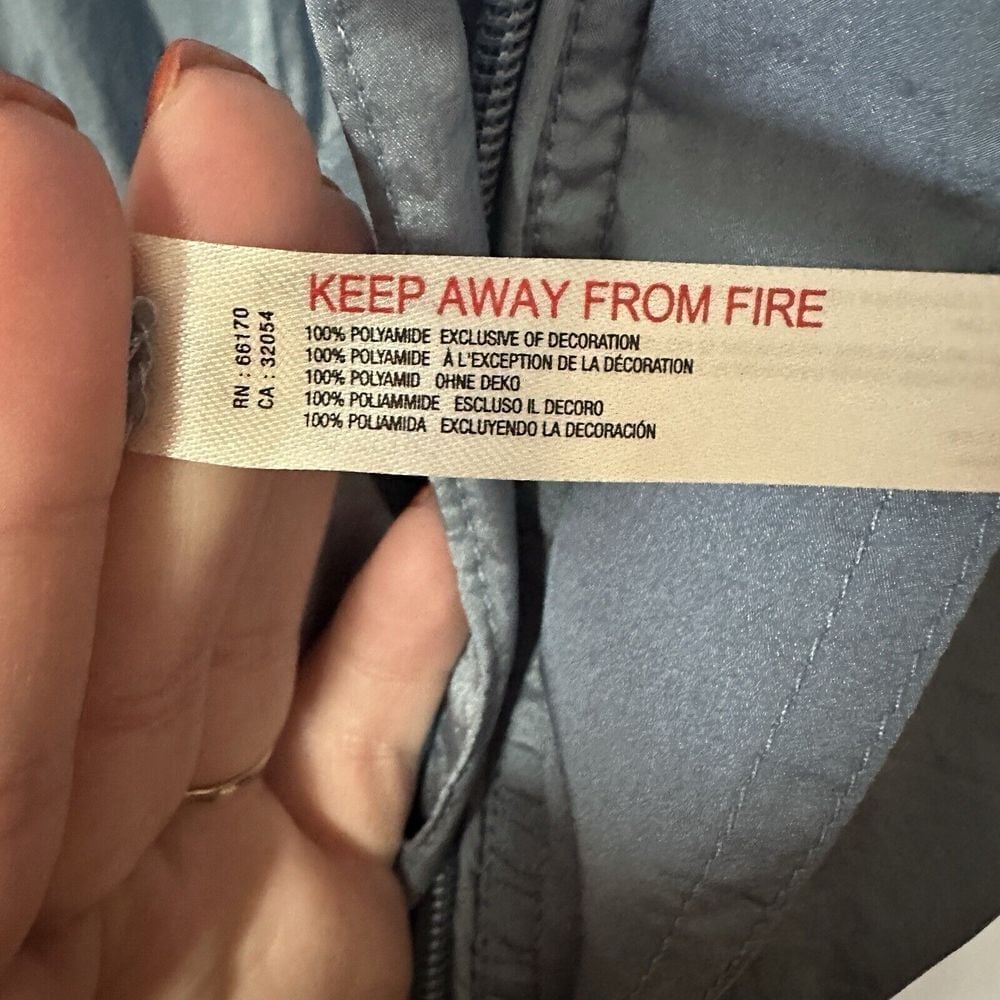 KEEP AWAY FROM FIRE
100% POLYAMIDE EXCLUSIVE OF DECORATION
100% POLYAMIDE À L'EXCEPTION DE LA DÉCORATION
100% POLYAMID OHNE DEKO
100% POLIAMMIDE ESCLUSO IL DECORO
100% POLIAMIDA EXCLUYENDO LA DECORACIÓN
RN : 66170
CA : 32054